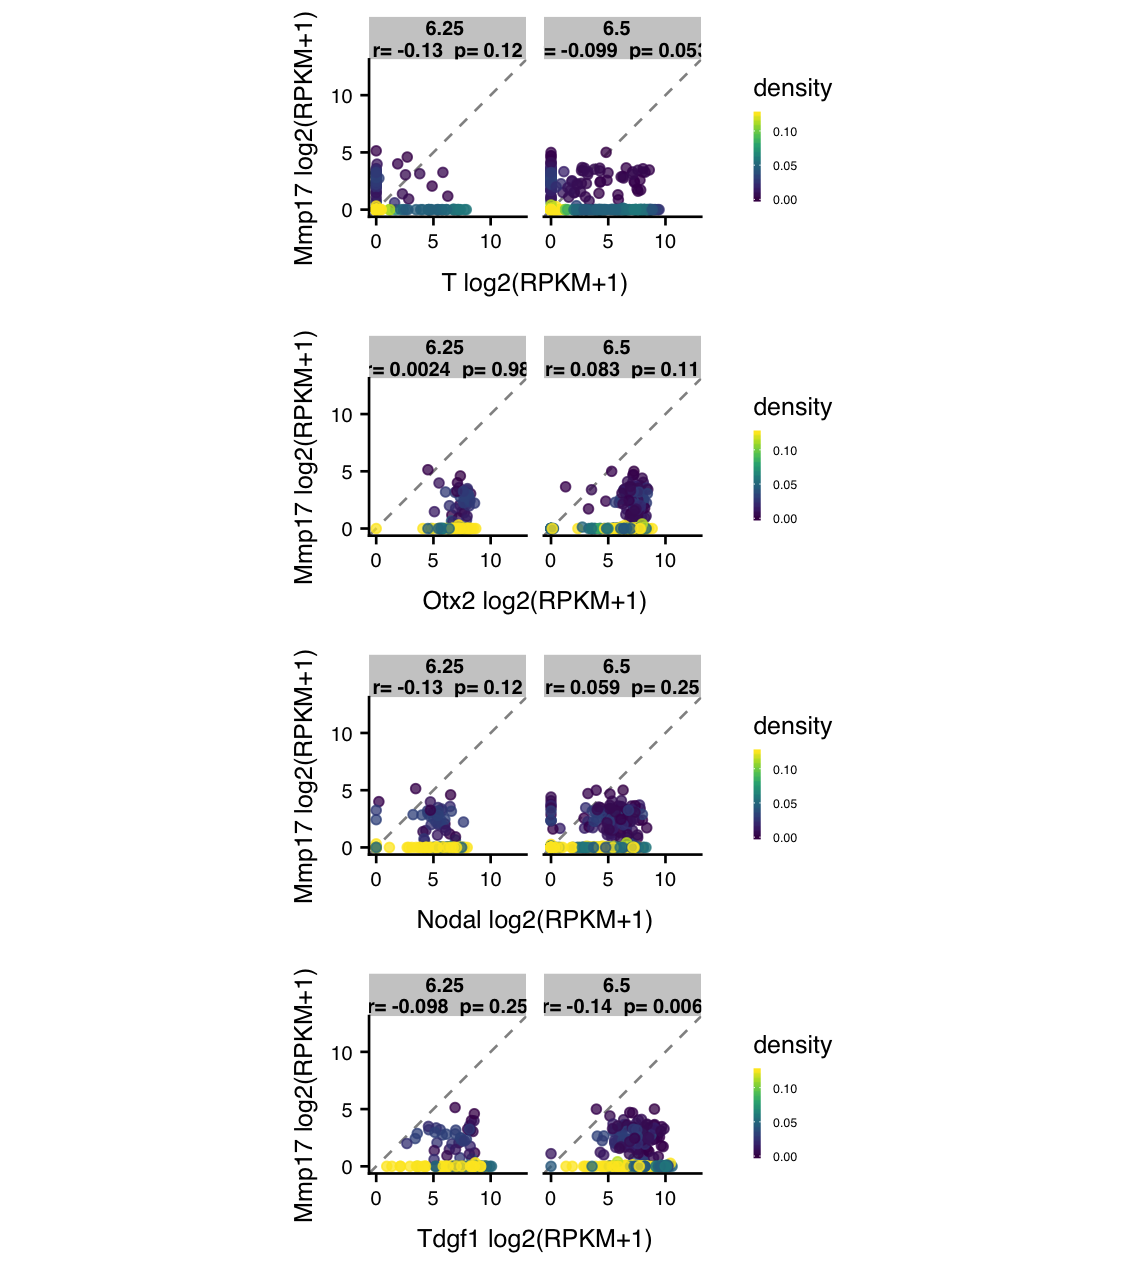 6.25 6.5
r= -0.13 p= 0.12 = -0.099 p= 0.053
Mmp17 log2(RPKM+1)
10
5
0
0 5 10 0 5 10
T log2(RPKM+1)
density
0.10
0.05
0.00
6.25 6.5
r= 0.0024 p= 0.98 r= 0.083 p= 0.11
Mmp17 log2(RPKM+1)
10
5
0
0 5 10 0 5 10
Otx2 log2(RPKM+1)
density
0.10
0.05
0.00
6.25 6.5
r= -0.13 p= 0.12 r= 0.059 p= 0.25
Mmp17 log2(RPKM+1)
10
5
0
0 5 10 0 5 10
Nodal log2(RPKM+1)
density
0.10
0.05
0.00
6.25 6.5
r= -0.098 p= 0.25 r= -0.14 p= 0.006
Mmp17 log2(RPKM+1)
10
5
0
0 5 10 0 5 10
Tdgf1 log2(RPKM+1)
density
0.10
0.05
0.00